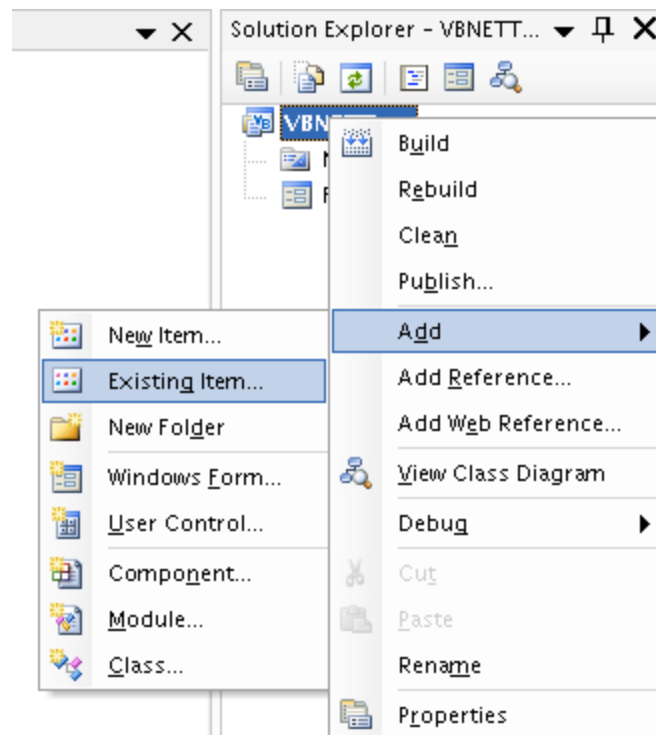 Solution Explorer - VBNETT...
VBNETT
Build
Rebuild
Clean
Publish...
Add
Add Reference...
Add Web Reference...
View Class Diagram
Debug
Cut
Paste
Rename
Properties
New Item...
Existing Item...
New Folder
Windows Form...
User Control...
Component...
Module...
Class...